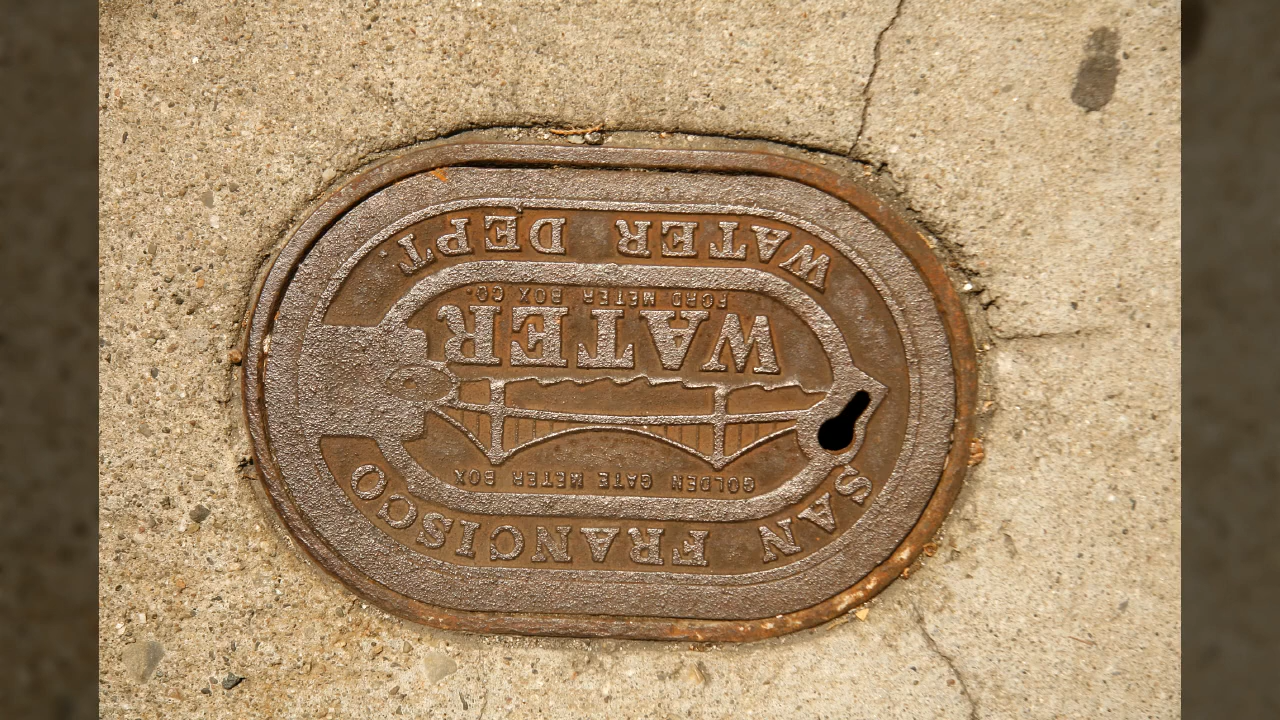 SAN FRANCISCO
GOLDEN GATE METER BOX
WATER
FORD METER BOX CO.
WATER DEPT.